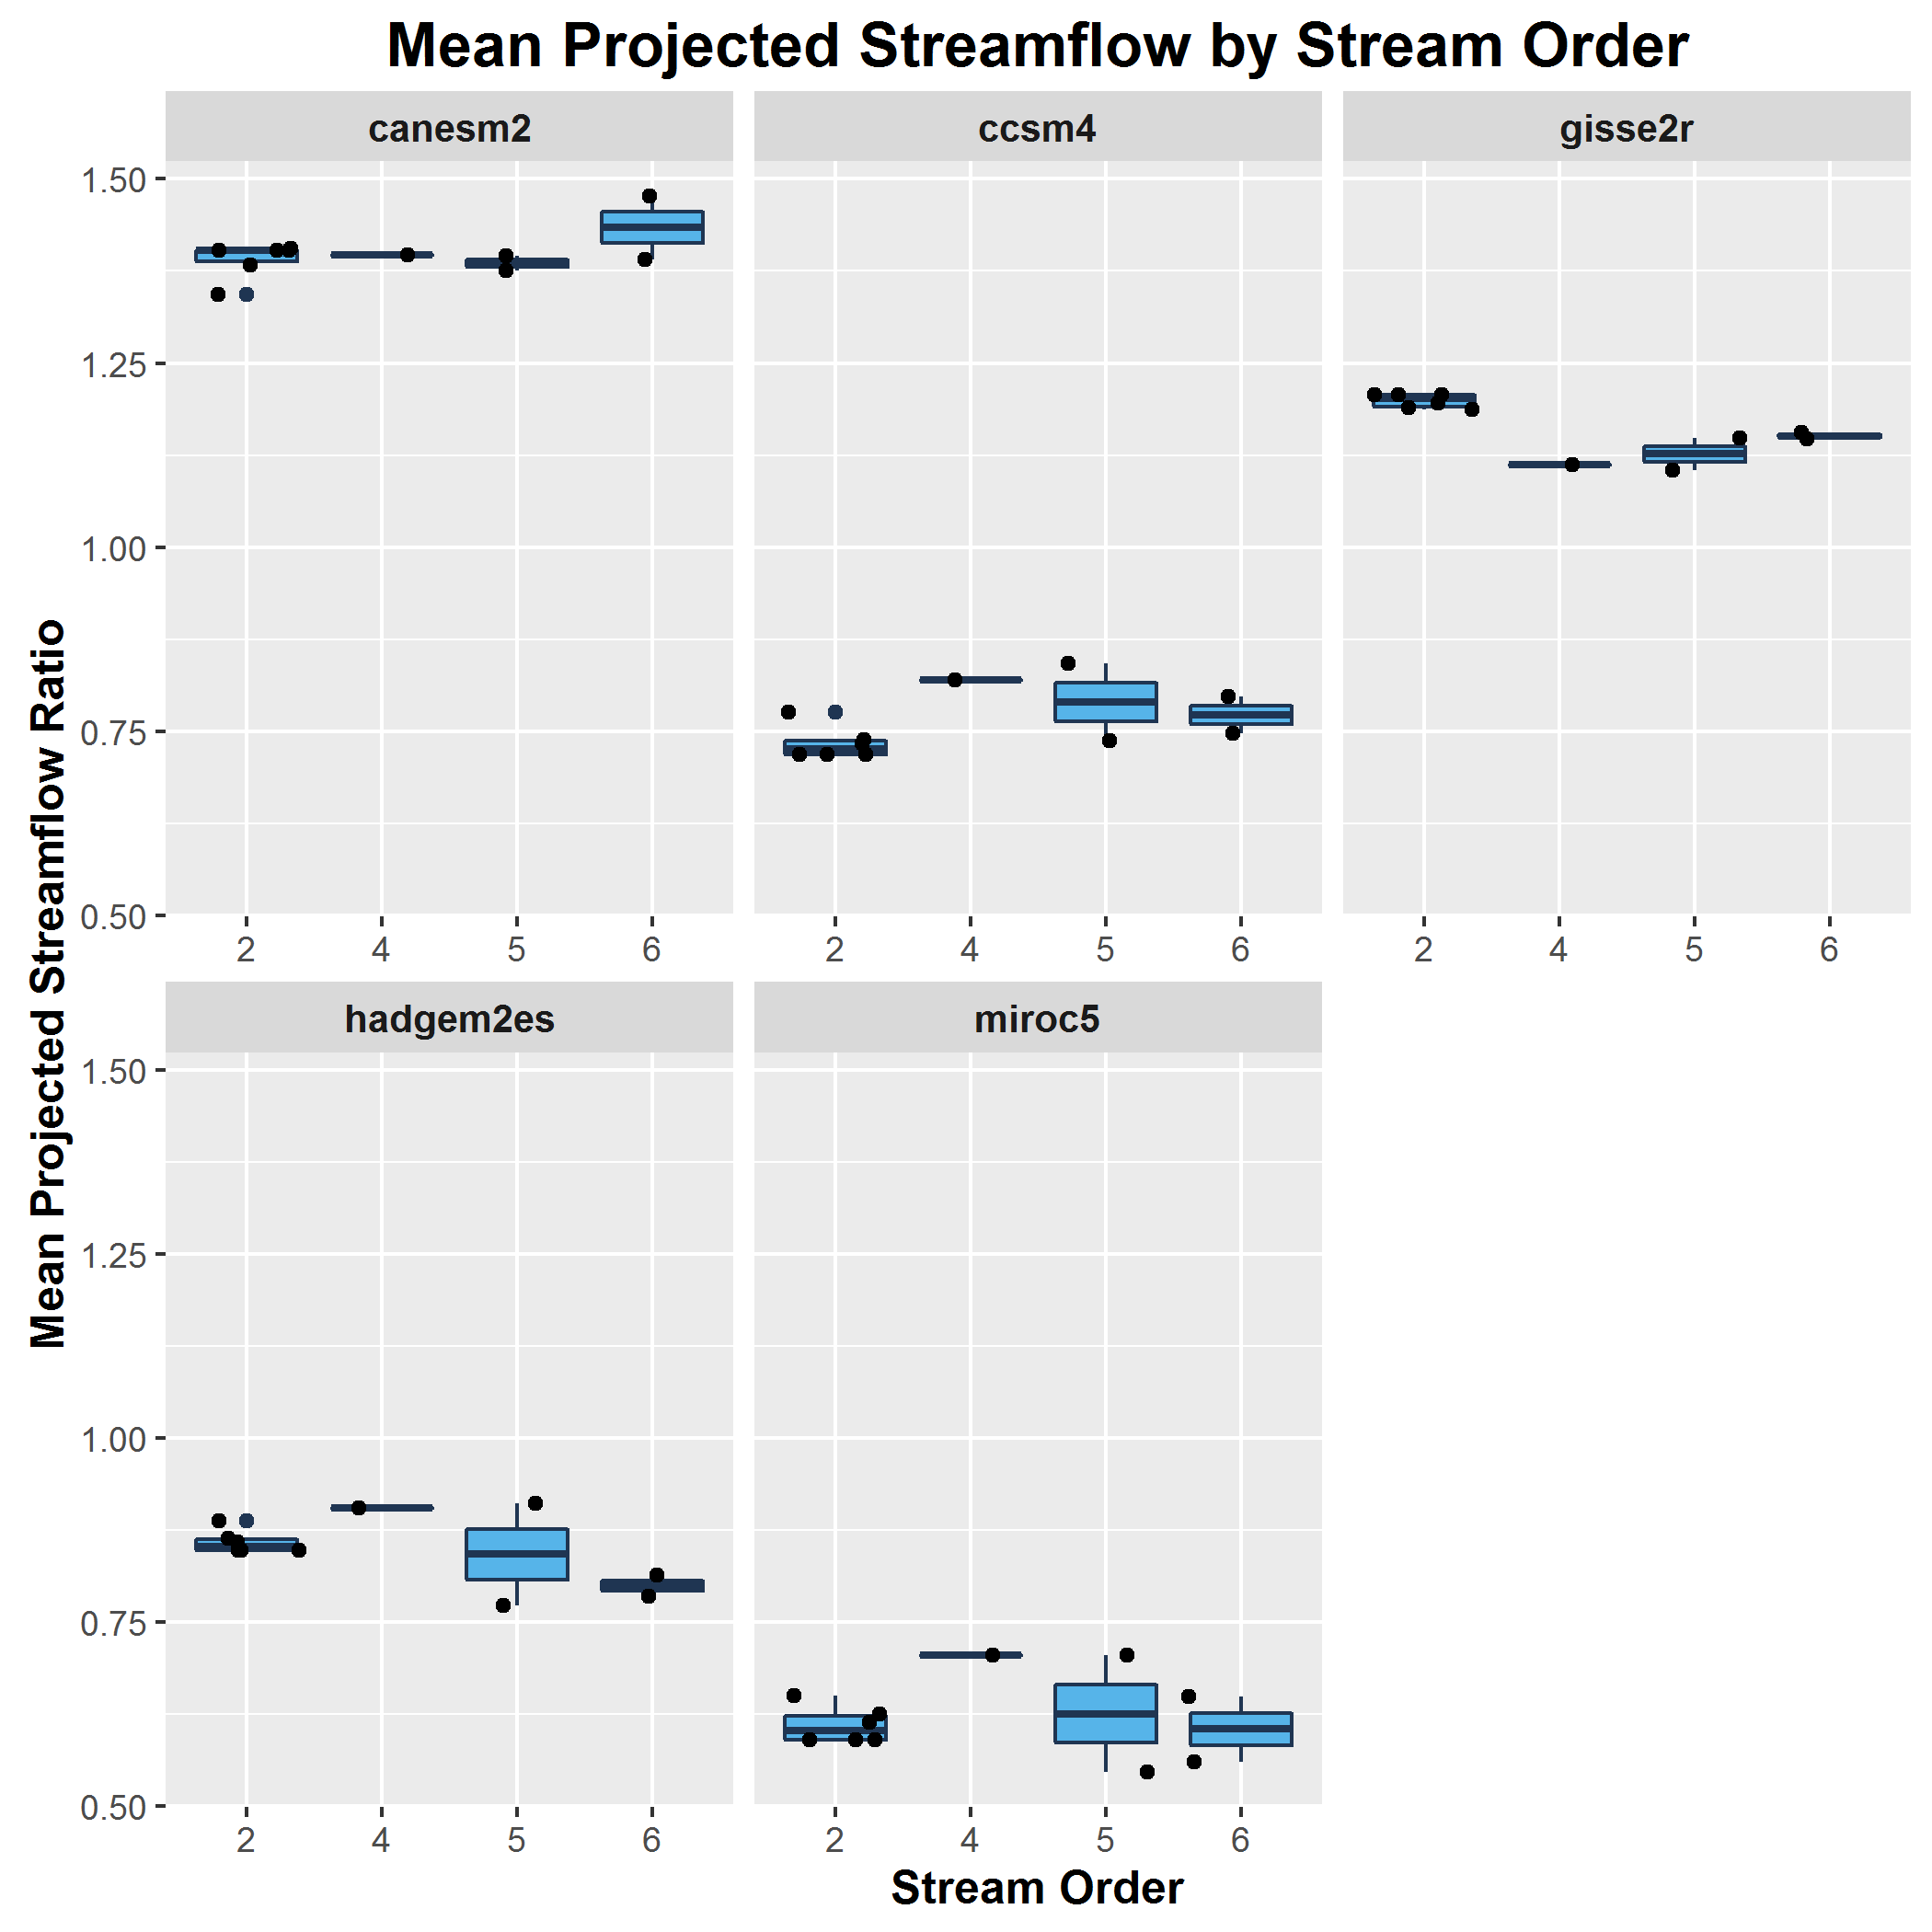 Mean Projected Streamflow by Stream Order
canesm2 ccsm4 gisse2r
1.50
1.25
1.00
0.75
0.50
2 4 5 6 2 4 5 6 2 4 5 6
Mean Projected Streamflow Ratio
hadgem2es miroc5
1.50
1.25
1.00
0.75
0.50
2 4 5 6 2 4 5 6
Stream Order